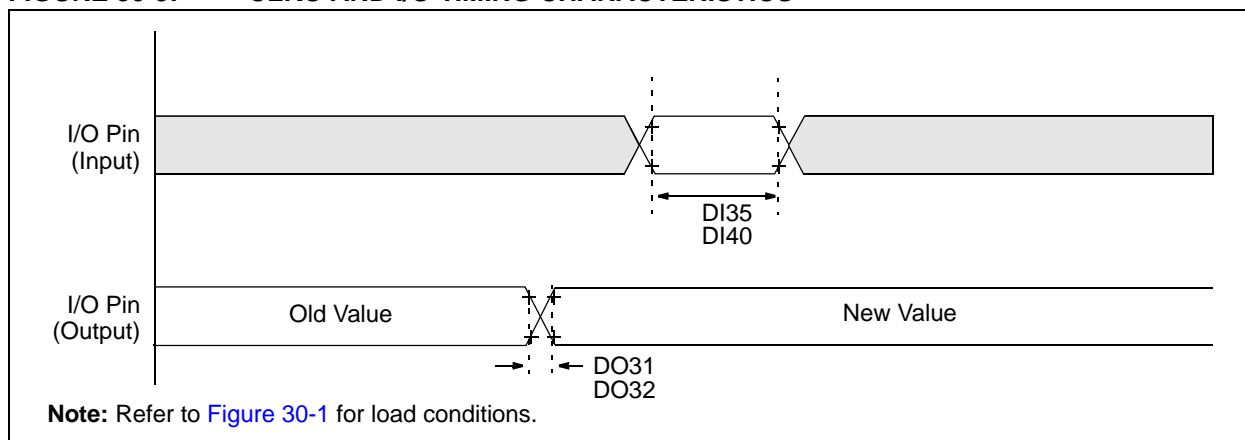 I/O Pin
(Input)
DI35
DI40
I/O Pin
(Output)
Old Value
New Value
DO31
DO32
Note: Refer to Figure 30-1 for load conditions.